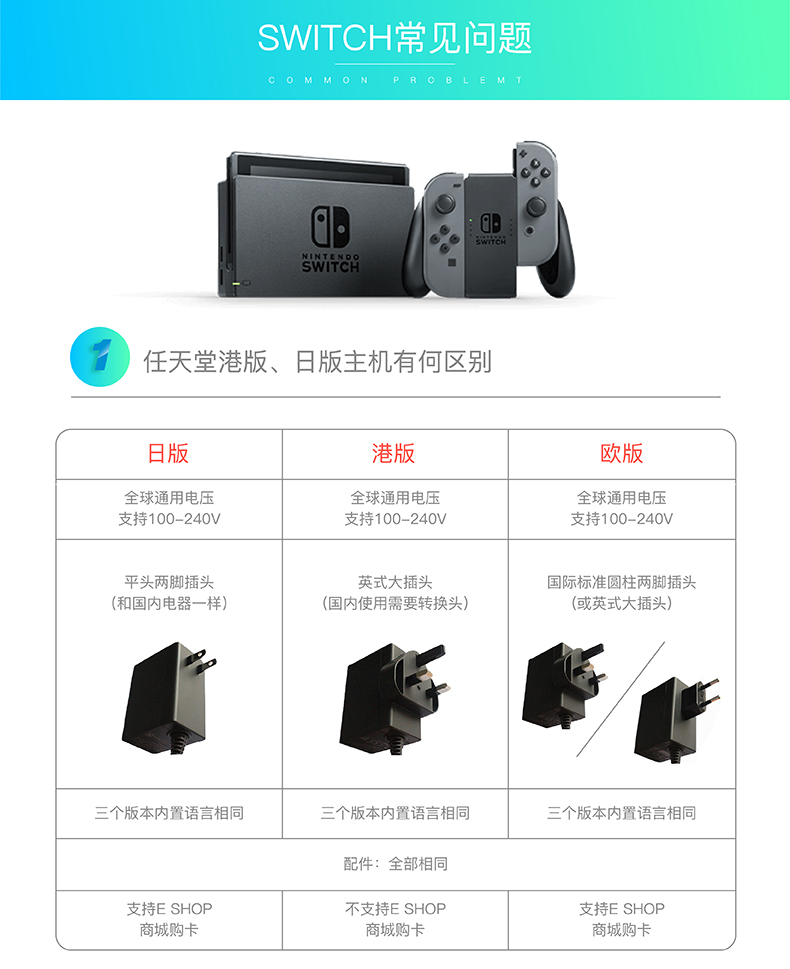 SWITCH常见问题
COMMON PROBLEMT
NINTENDO
SWITCH
NINTENDO
SWITCH
1
任天堂港版、日版主机有何区别
日版
港版
欧版
全球通用电压
支持100-240V
全球通用电压
支持100-240V
全球通用电压
支持100-240V
平头两脚插头
(和国内电器一样)
英式大插头
(国内使用需要转换头)
国际标准圆柱两脚插头
(或英式大插头)
三个版本内置语言相同
三个版本内置语言相同
三个版本内置语言相同
配件：全部相同
支持E SHOP
商城购卡
不支持E SHOP
商城购卡
支持E SHOP
商城购卡